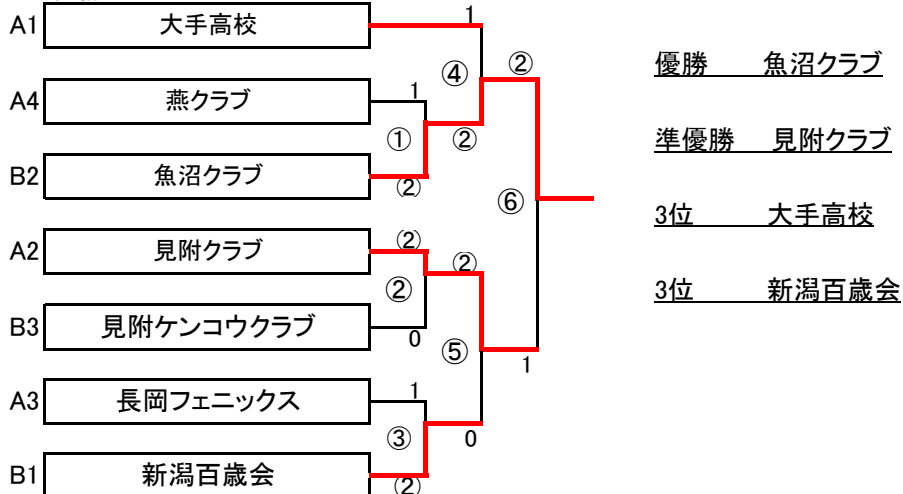 A1 大手高校 1
④ ② 優勝 魚沼クラブ
A4 燕クラブ 1
① ② 準優勝 見附クラブ
B2 魚沼クラブ ②
⑥ 3位 大手高校
A2 見附クラブ ② ②
② 3位 新潟百歳会
B3 見附ケンコウクラブ 0
⑤ 1
A3 長岡フェニックス 1
③ 0
B1 新潟百歳会 ②